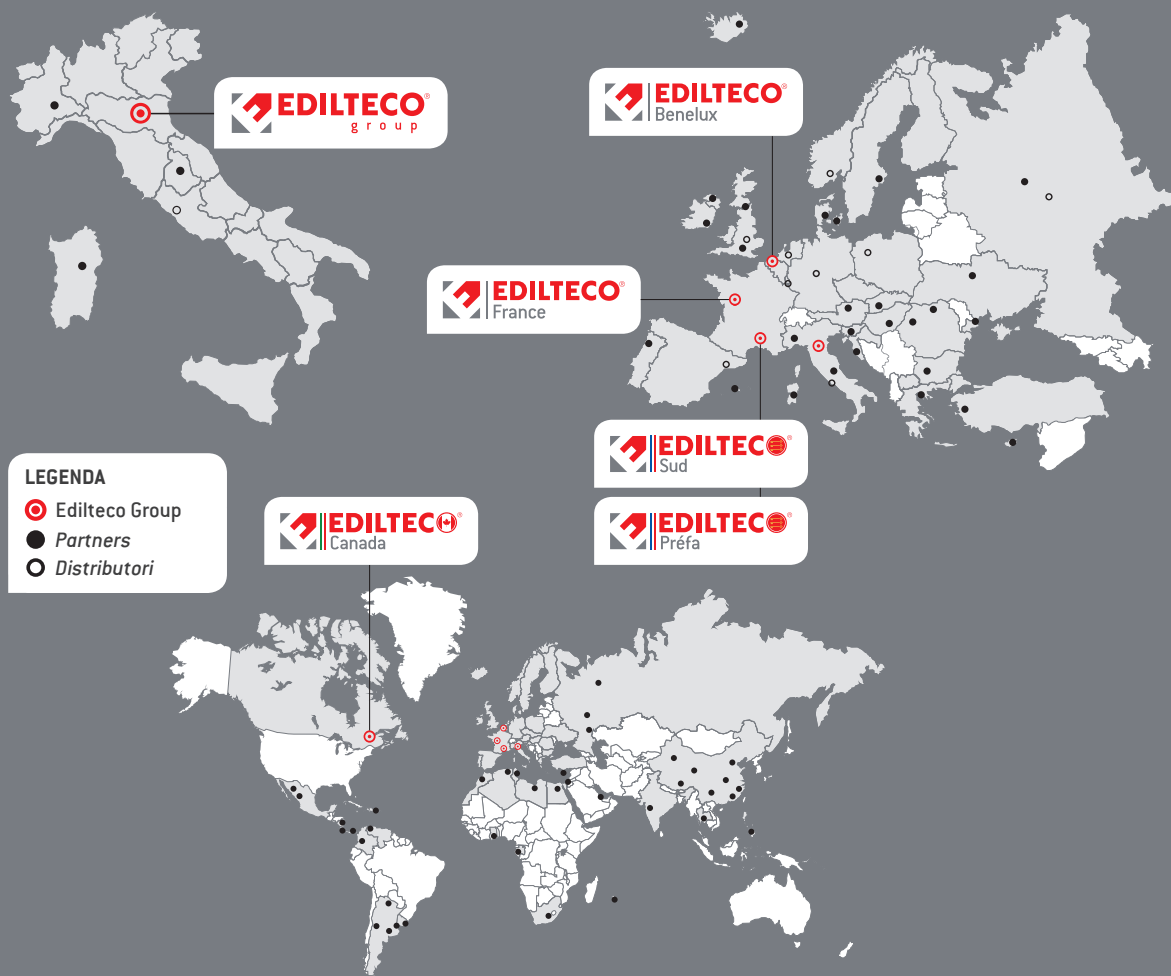 EDILTECO®
group
EDILTECO®
Benelux
EDILTECO®
France
EDILTECO®
Sud
EDILTECO®
Préfa
LEGENDA
Edilteco Group
Partners
Distributori
EDILTECO®
Canada